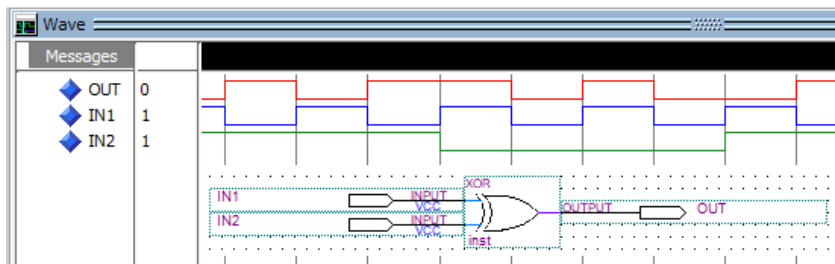 Wave
Messages
OUT 0
IN1 1
IN2 1
XOR
IN1 INPUT
VCC
OUTPUT OUT
IN2 INPUT
VCC
inst